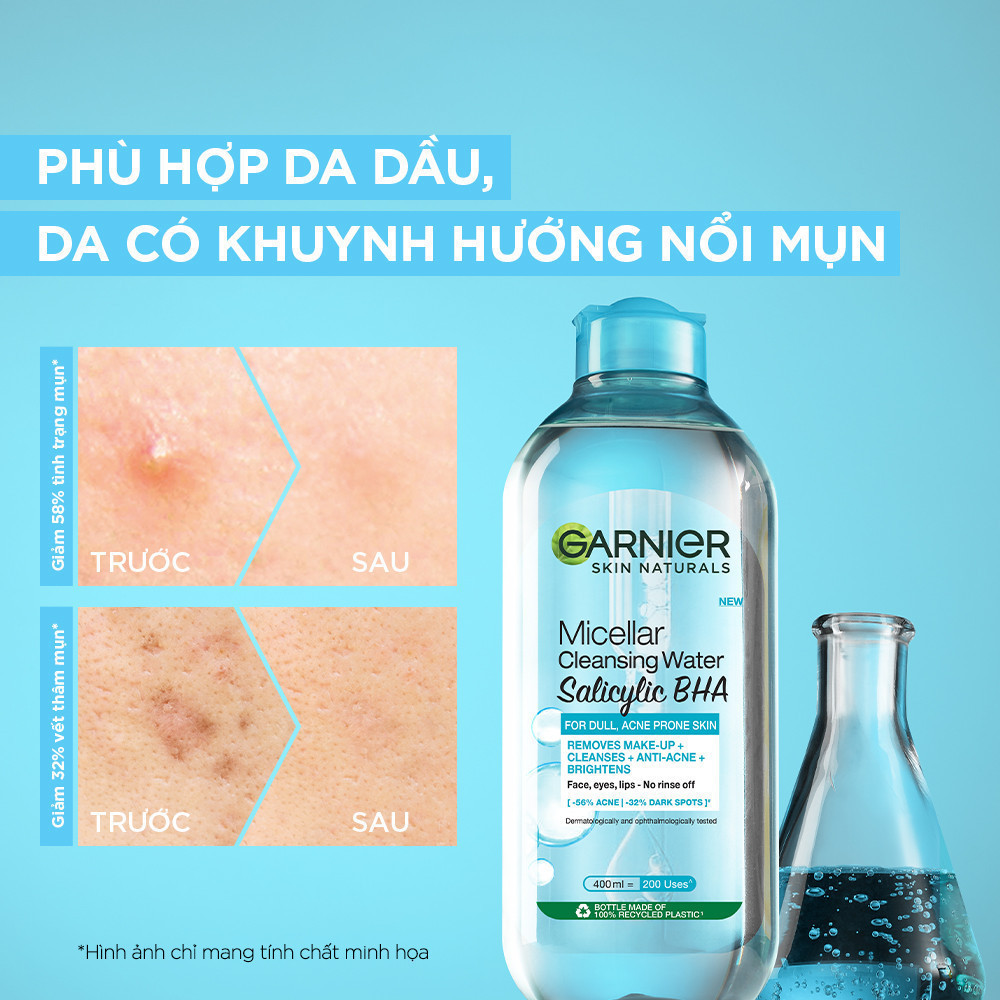 PHÙ HỢP DA DẦU,
DA CÓ KHUYNH HƯỚNG NỔI MỤN
Giảm 58% tình trạng mụn*
TRƯỚC
SAU
Giảm 32% vết thâm mụn*
TRƯỚC
SAU
*Hình ảnh chỉ mang tính chất minh họa
GARNIER
SKIN NATURALS
NEW
Micellar
Cleansing Water
Salicylic BHA
FOR DULL, ACNE PRONE SKIN
REMOVES MAKE-UP +
CLEANSES + ANTI-ACNE +
BRIGHTENS
Face, eyes, lips - No rinse off
[ -56% ACNE | -32% DARK SPOTS ]*
Dermatologically and ophthalmologically tested
400 ml = 200 Uses^
BOTTLE MADE OF
100% RECYCLED PLASTIC¹